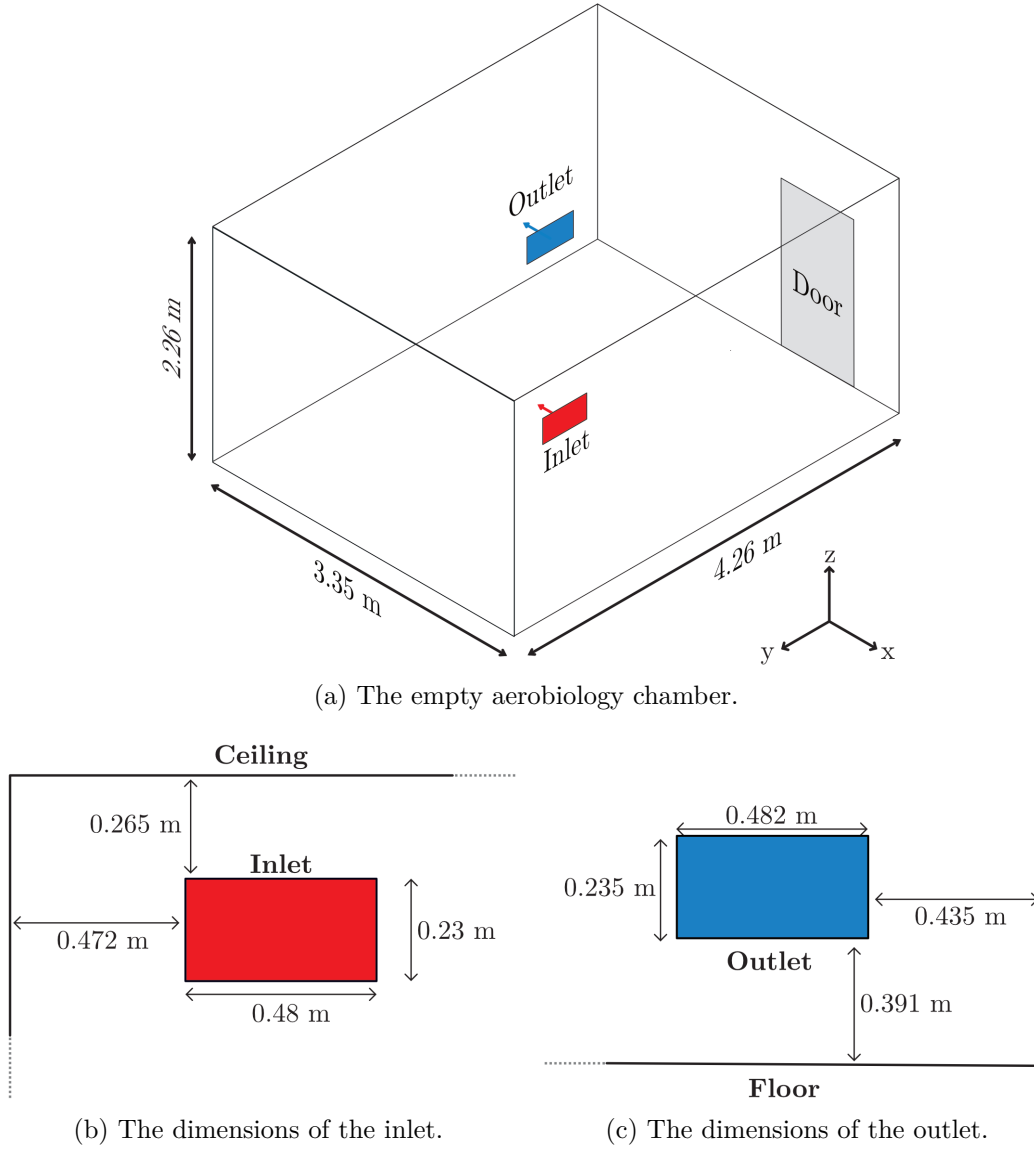 Outlet
Door
2.26 m
Inlet
3.35 m
4.26 m
z
y
x
(a) The empty aerobiology chamber.
Ceiling
0.265 m
Inlet
0.472 m
0.23 m
0.48 m
(b) The dimensions of the inlet.
0.482 m
0.235 m
0.435 m
Outlet
0.391 m
Floor
(c) The dimensions of the outlet.